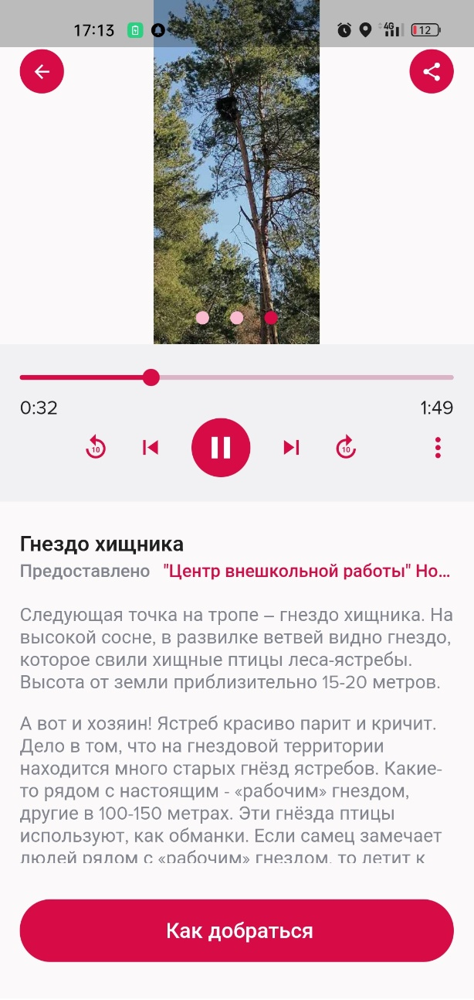 17:13
4G
12
0:32
1:49
10
10
Гнездо хищника
Предоставлено "Центр внешкольной работы" Но...
Следующая точка на тропе – гнездо хищника. На
высокой сосне, в развилке ветвей видно гнездо,
которое свили хищные птицы леса-ястребы.
Высота от земли приблизительно 15-20 метров.
А вот и хозяин! Ястреб красиво парит и кричит.
Дело в том, что на гнездовой территории
находится много старых гнёзд ястребов. Какие-
то рядом с настоящим - «рабочим» гнездом,
другие в 100-150 метрах. Эти гнёзда птицы
используют, как обманки. Если самец замечает
людей рядом с «рабочим» гнездом, то летит к
Как добраться